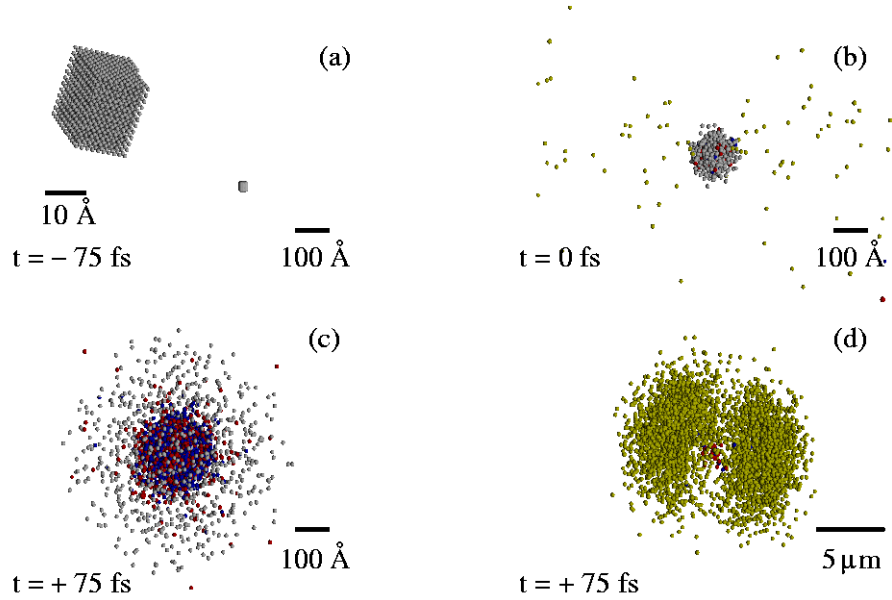 (a)
10 Å
100 Å
t = − 75 fs
(b)
100 Å
t = 0 fs
(c)
100 Å
t = + 75 fs
(d)
5 μm
t = + 75 fs